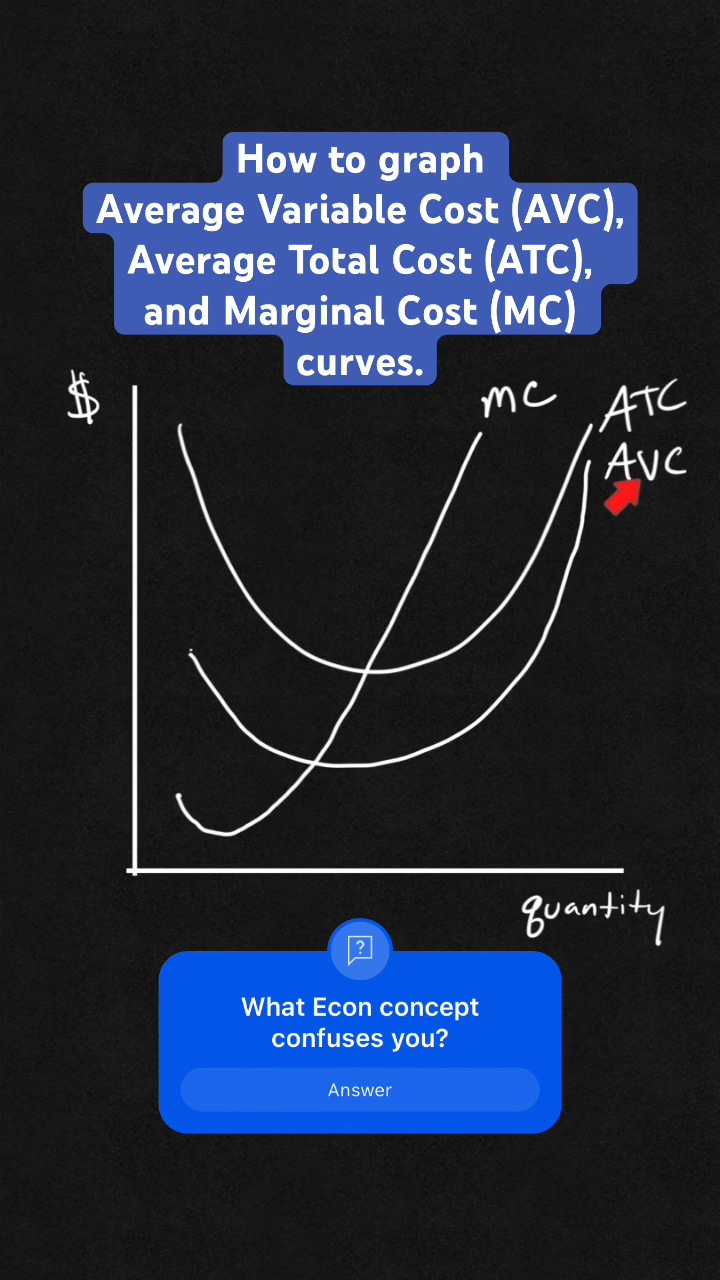 How to graph
Average Variable Cost (AVC),
Average Total Cost (ATC),
and Marginal Cost (MC)
curves.
$
MC
ATC
AVC
quantity
?
What Econ concept
confuses you?
Answer